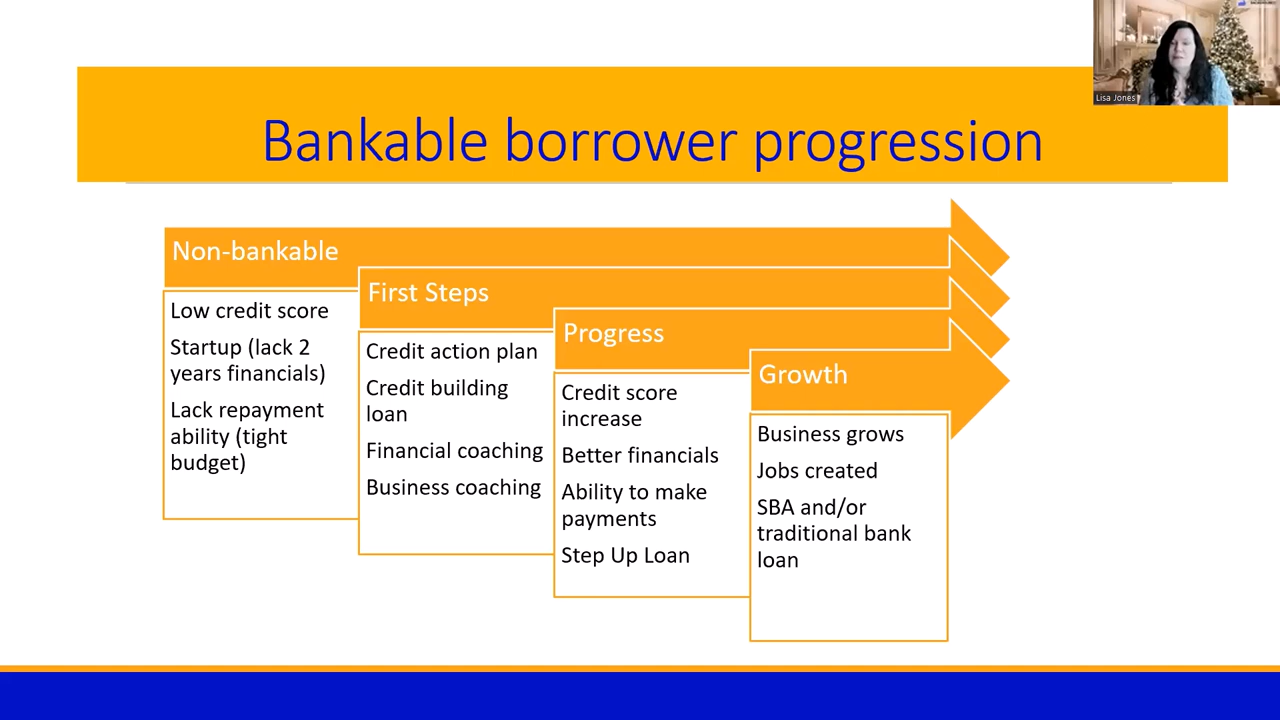 Lisa Jones
Bankable borrower progression
Non-bankable
Low credit score
Startup (lack 2
years financials)
Lack repayment
ability (tight
budget)
First Steps
Credit action plan
Credit building
loan
Financial coaching
Business coaching
Progress
Credit score
increase
Better financials
Ability to make
payments
Step Up Loan
Growth
Business grows
Jobs created
SBA and/or
traditional bank
loan